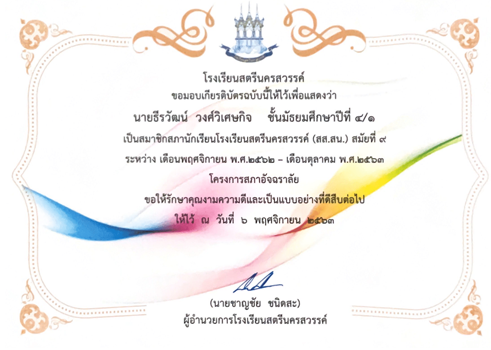 โรงเรียนสตรีนครสวรรค์
ขอมอบเกียรติบัตรฉบับนี้ให้ไว้เพื่อแสดงว่า
นายธีรวัฒน์ วงศ์วิเศษกิจ ชั้นมัธยมศึกษาปีที่ ๔/๑
เป็นสมาชิกสภานักเรียนโรงเรียนสตรีนครสวรรค์ (สส.สน.) สมัยที่ ๙
ระหว่าง เดือนพฤศจิกายน พ.ศ.๒๕๖๒ - เดือนตุลาคม พ.ศ.๒๕๖๓
โครงการสภาอัจฉราลัย
ขอให้รักษาคุณงามความดีและเป็นแบบอย่างที่ดีสืบต่อไป
ให้ไว้ ณ วันที่ ๖ พฤศจิกายน ๒๕๖๓
(นายชาญชัย ชนิดสะ)
ผู้อำนวยการโรงเรียนสตรีนครสวรรค์